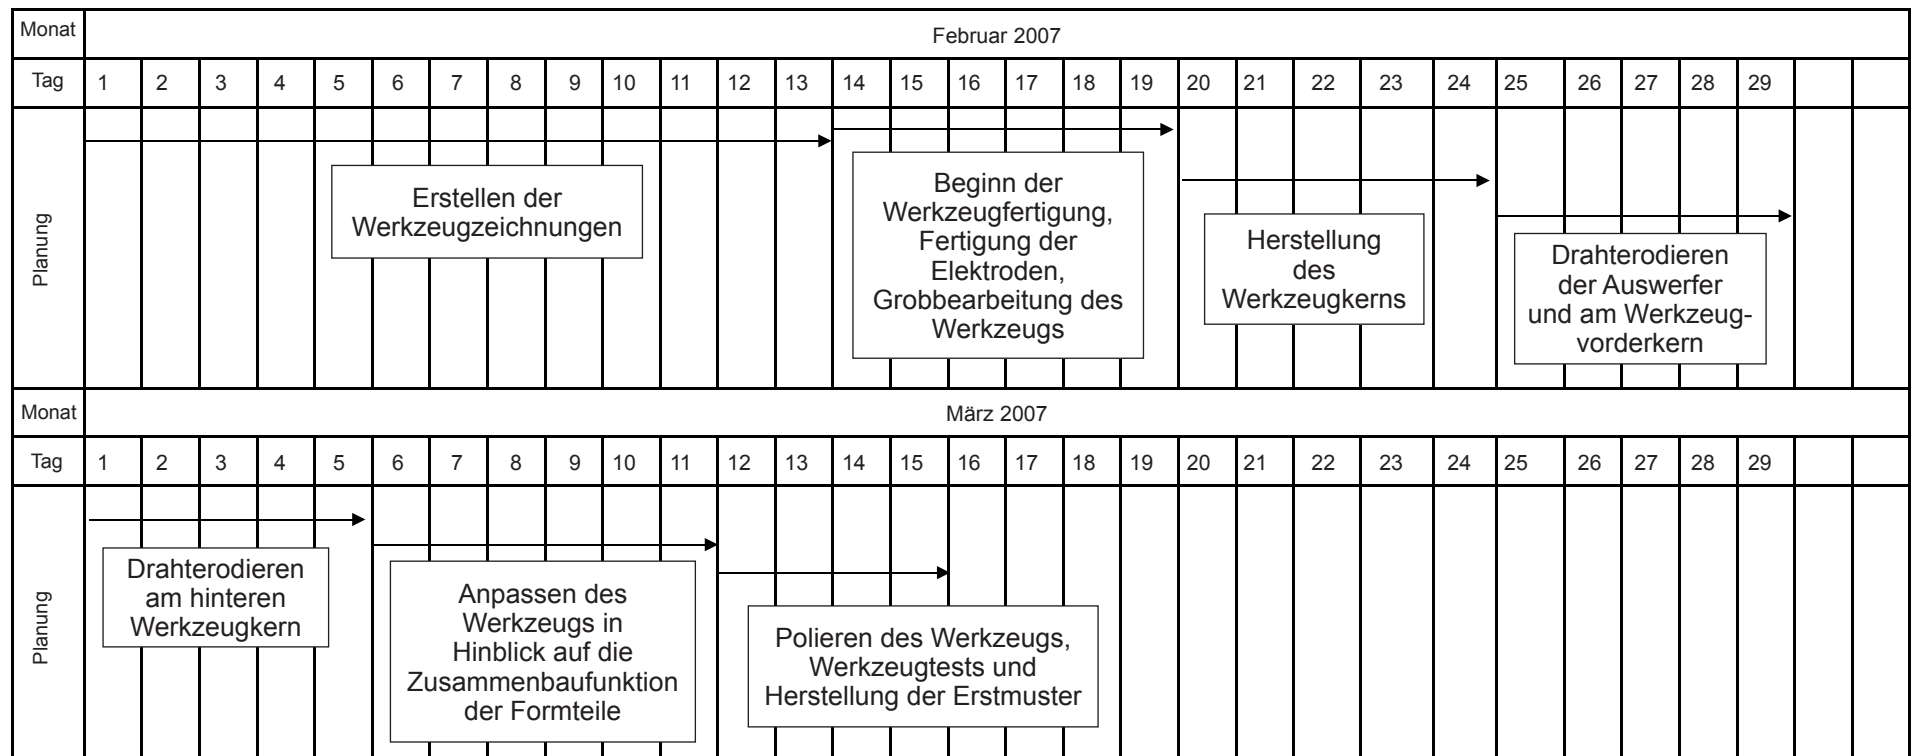 Monat
Februar 2007
Tag 1 2 3 4 5 6 7 8 9 10 11 12 13 14 15 16 17 18 19 20 21 22 23 24 25 26 27 28 29
Planung
Erstellen der
Werkzeugzeichnungen
Beginn der
Werkzeugfertigung,
Fertigung der
Elektroden,
Grobbearbeitung des
Werkzeugs
Herstellung
des
Werkzeugkerns
Drahterodieren
der Auswerfer
und am Werkzeug-
vorderkern
Monat
März 2007
Tag 1 2 3 4 5 6 7 8 9 10 11 12 13 14 15 16 17 18 19 20 21 22 23 24 25 26 27 28 29
Planung
Drahterodieren
am hinteren
Werkzeugkern
Anpassen des
Werkzeugs in
Hinblick auf die
Zusammenbaufunktion
der Formteile
Polieren des Werkzeugs,
Werkzeugtests und
Herstellung der Erstmuster